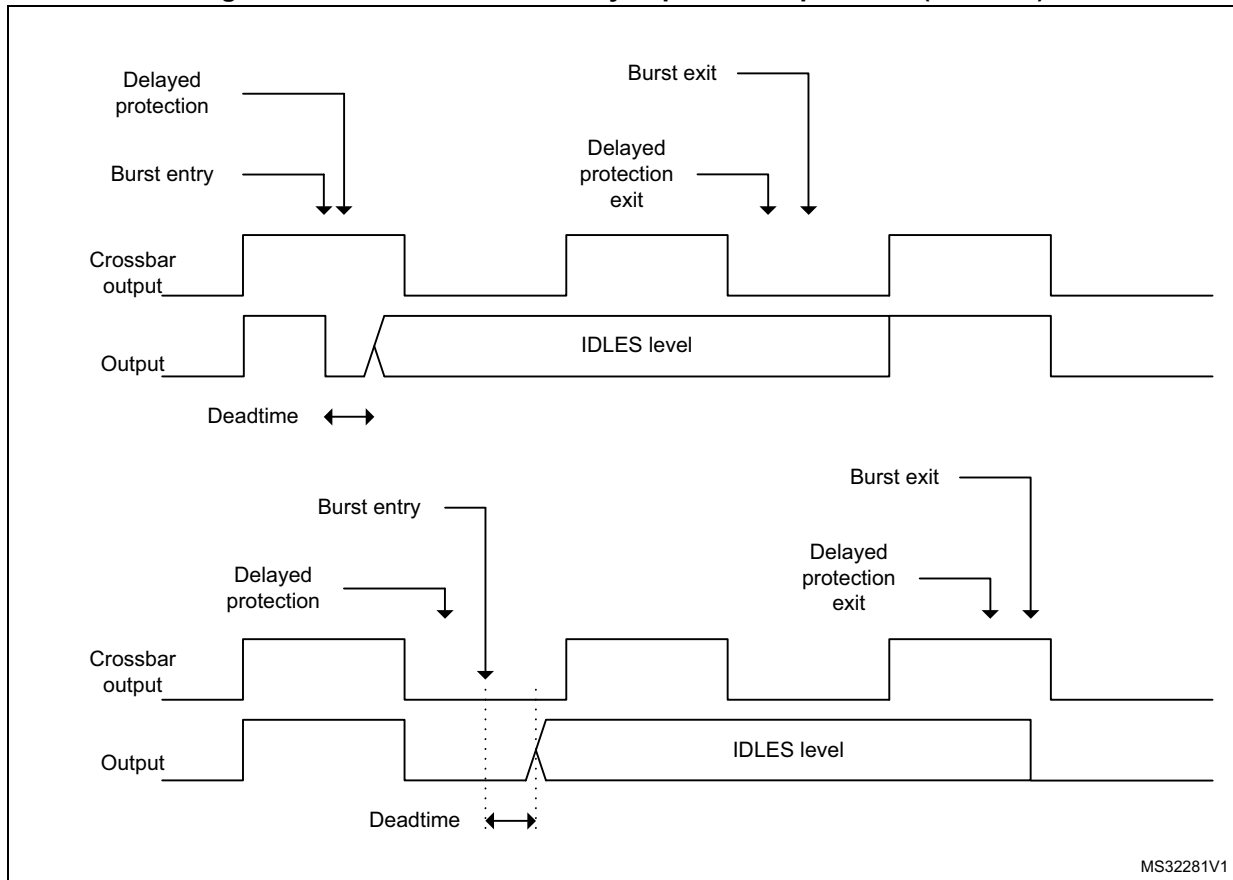 Delayed
protection
Burst exit
Burst entry
Delayed
protection
exit
Crossbar
output
Output
IDLES level
Deadtime
Burst exit
Burst entry
Delayed
protection
Delayed
protection
exit
Crossbar
output
Output
IDLES level
Deadtime
MS32281V1